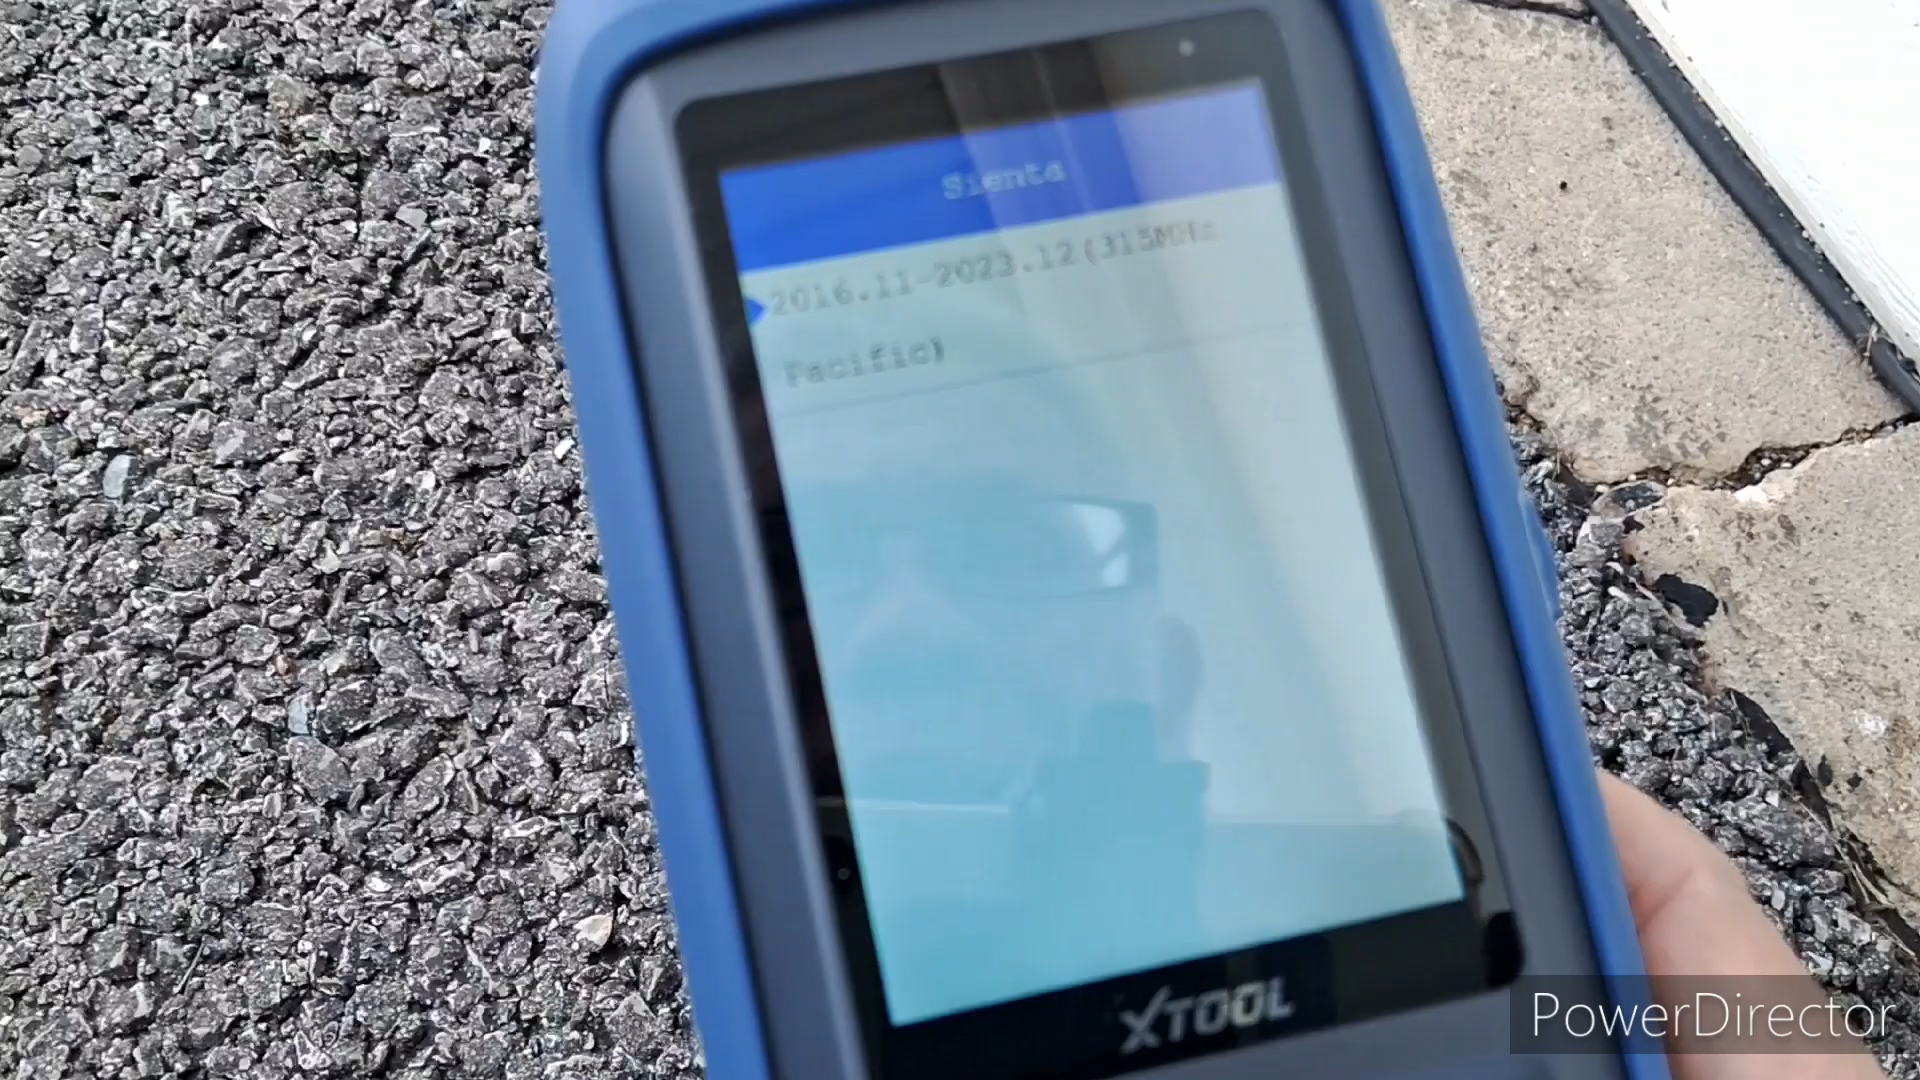 Sienta
2016.11-2023.12(315MHz
Pacific)
XTOOL
PowerDirector